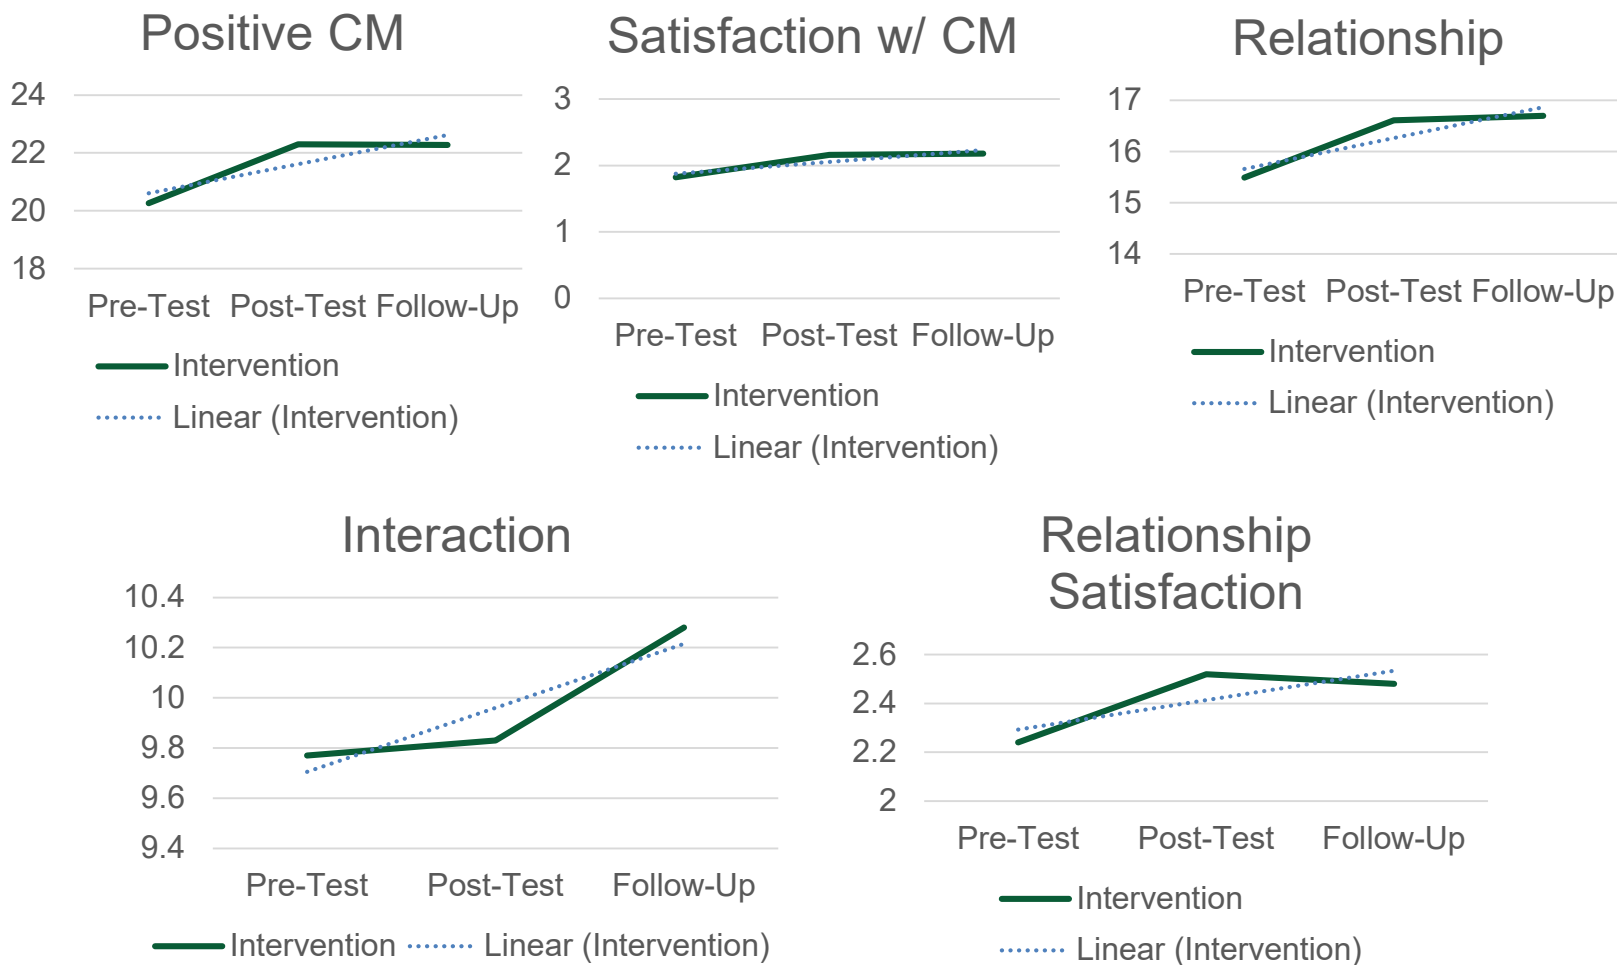 Positive CM
24
22
20
18
Pre-Test Post-Test Follow-Up
Intervention
Linear (Intervention)
Satisfaction w/ CM
3
2
1
0
Pre-Test Post-Test Follow-Up
Intervention
Linear (Intervention)
Relationship
17
16
15
14
Pre-Test Post-Test Follow-Up
Intervention
Linear (Intervention)
Interaction
10.4
10.2
10
9.8
9.6
9.4
Pre-Test Post-Test Follow-Up
Intervention Linear (Intervention)
Relationship
Satisfaction
2.6
2.4
2.2
2
Pre-Test Post-Test Follow-Up
Intervention
Linear (Intervention)